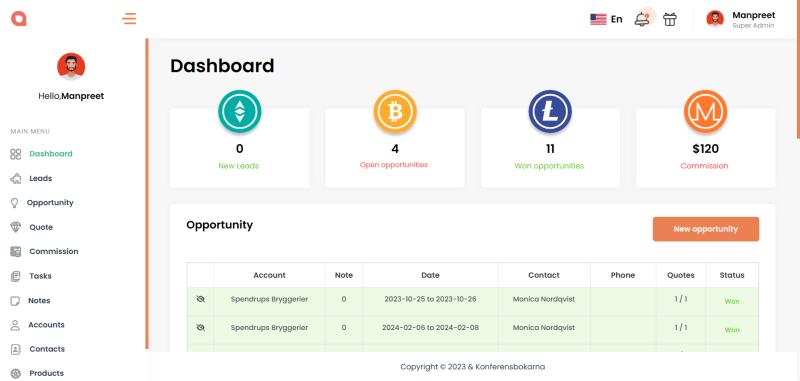 En
Manpreet
Super Admin
Hello,Manpreet
MAIN MENU
Dashboard
Leads
Opportunity
Quote
Commission
Tasks
Notes
Accounts
Contacts
Products
Dashboard
0
New Leads
4
Open opportunities
11
Won opportunities
$120
Commission
Opportunity
New opportunity
Account Note Date Contact Phone Quotes Status
Spendrups Bryggerier 0 2023-10-25 to 2023-10-26 Monica Nordqvist 1 / 1 Won
Spendrups Bryggerier 0 2024-02-06 to 2024-02-08 Monica Nordqvist 1 / 1 Won
Copyright © 2023 & Konferensbokarna